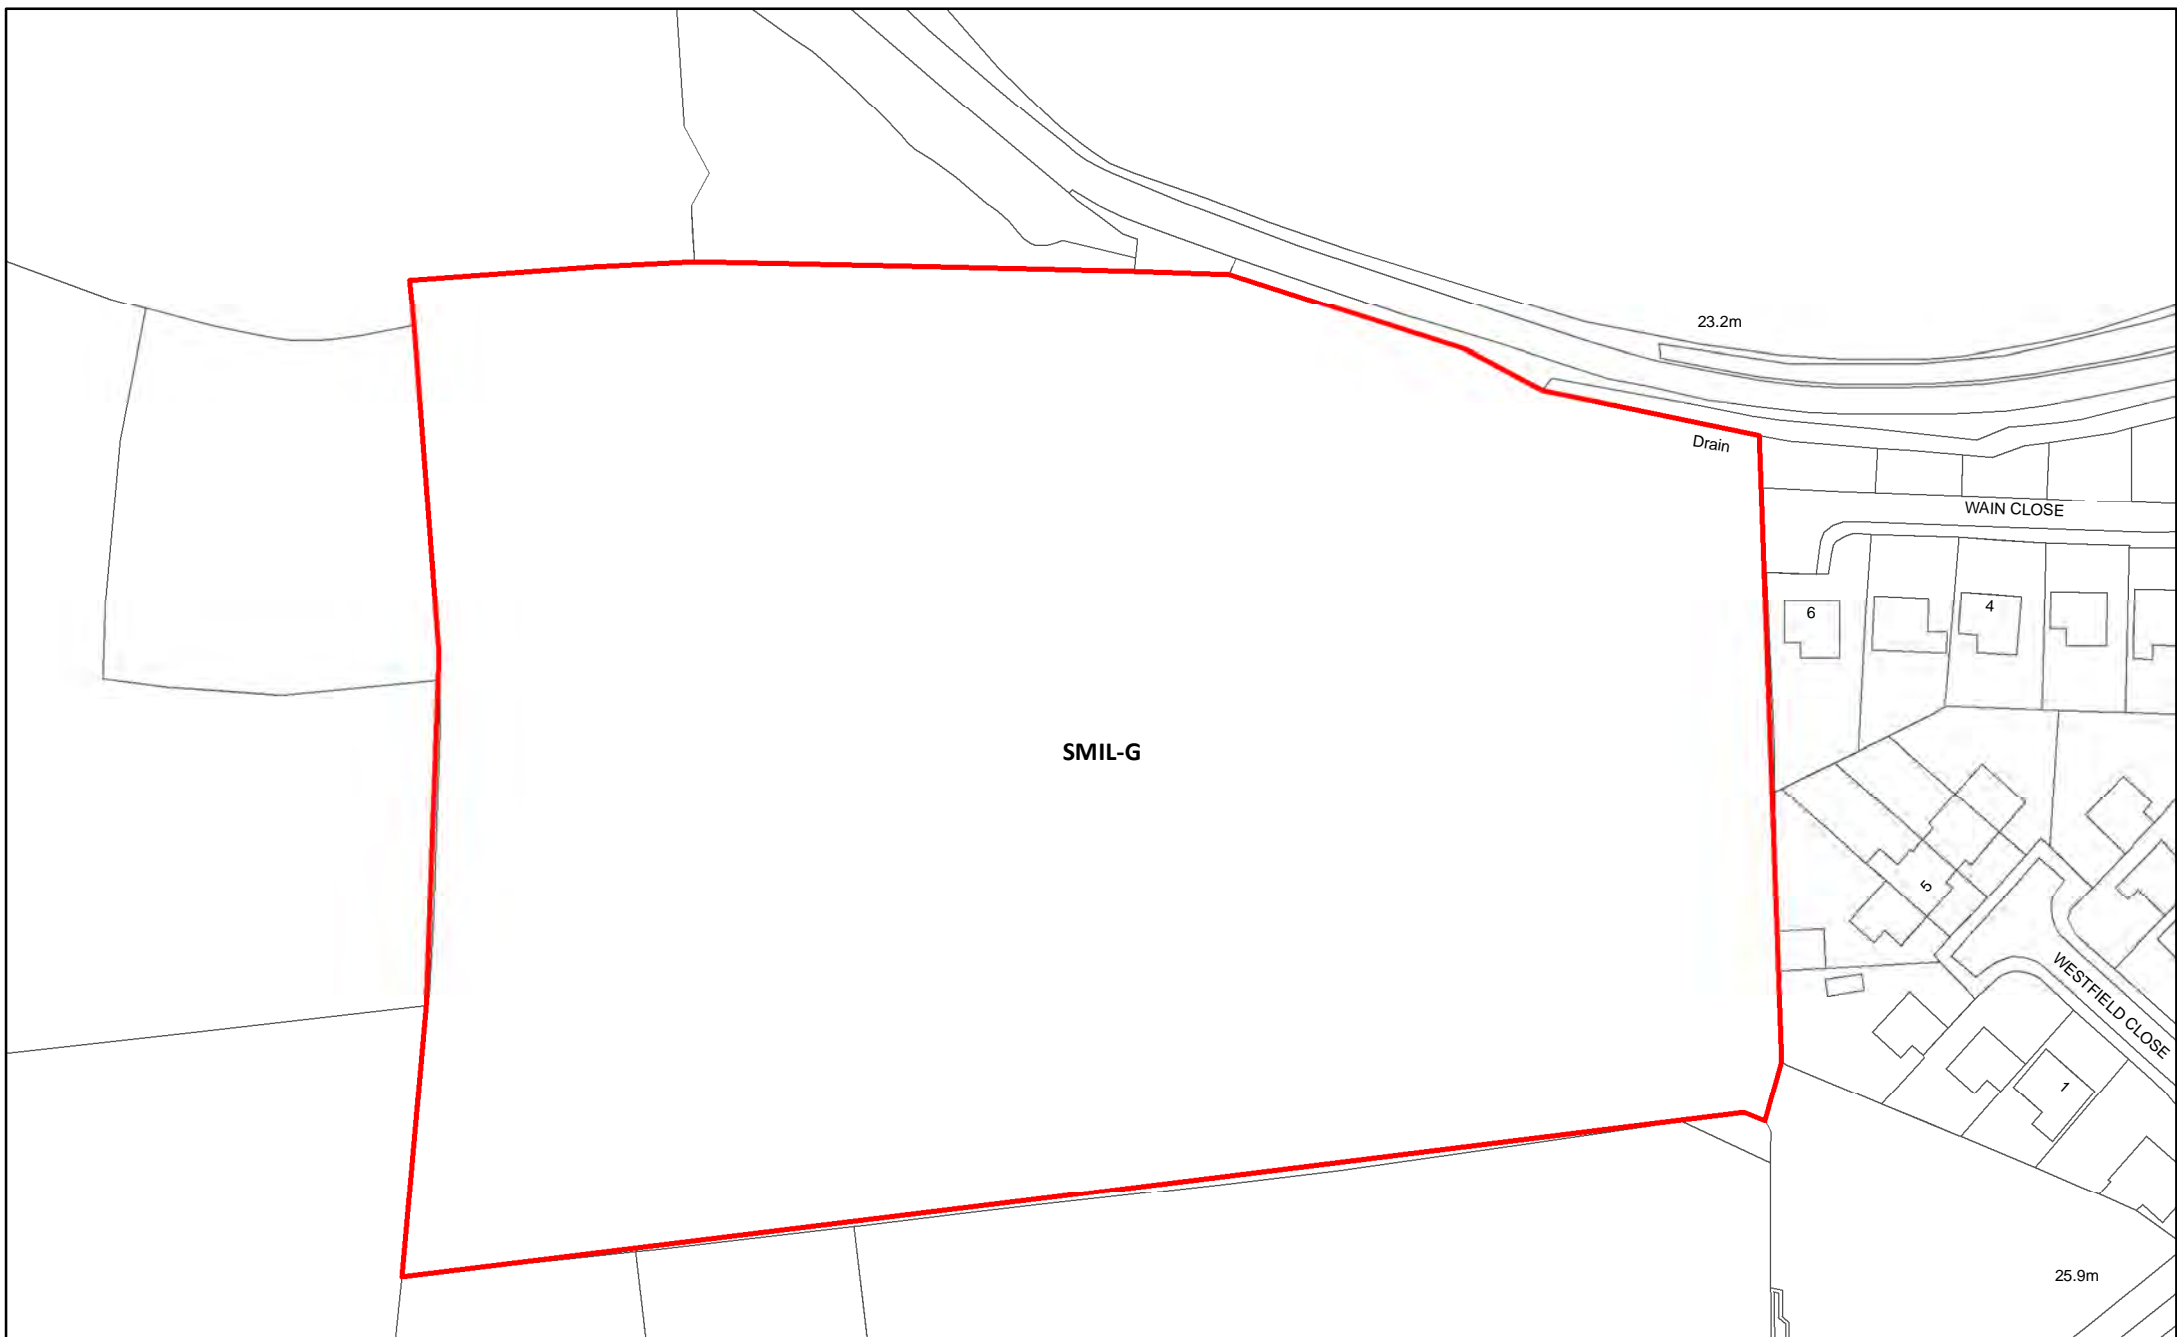 23.2m
Drain
WAIN CLOSE
6
4
SMIL-G
5
WESTFIELD CLOSE
1
25.9m